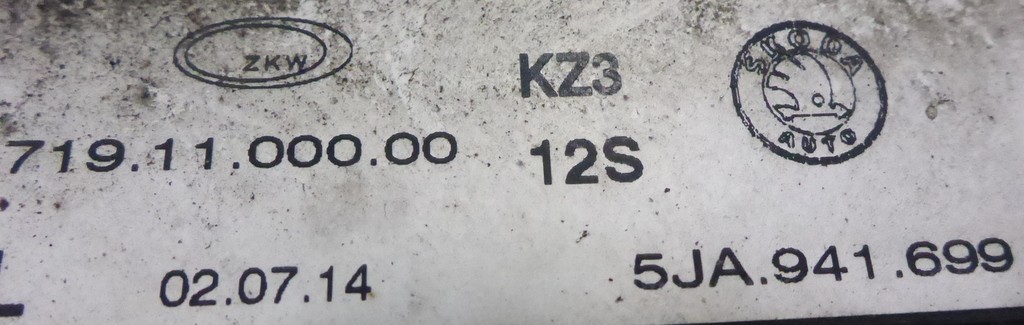 ZKW
KZ3
SKODA
AUTO
719.11.000.00
12S
L
02.07.14
5JA.941.699